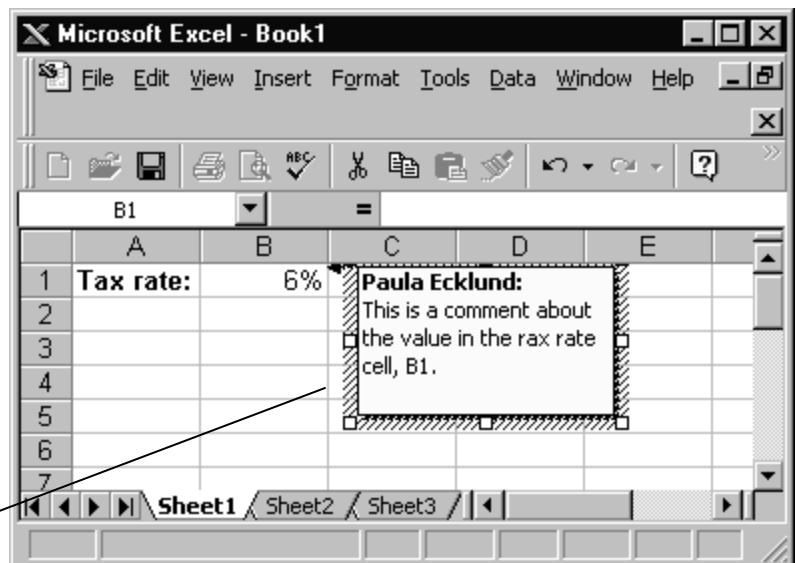 Microsoft Excel - Book1
File Edit View Insert Format Tools Data Window Help
ABC
B1 =
A B C D E
1 Tax rate: 6% Paula Ecklund:
2 This is a comment about
3 the value in the rax rate
4 cell, B1.
5
6
7
Sheet1 Sheet2 Sheet3